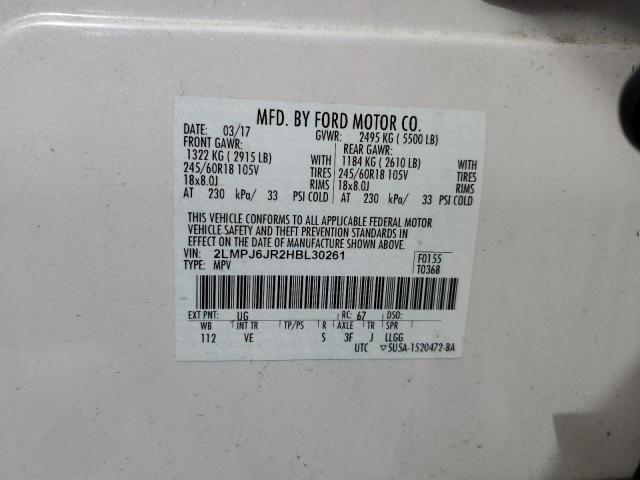 MFD. BY FORD MOTOR CO.
DATE: 03/17 GVWR: 2495 KG ( 5500 LB)
FRONT GAWR: REAR GAWR:
1322 KG ( 2915 LB) WITH 1184 KG ( 2610 LB) WITH
245/60R18 105V TIRES 245/60R18 105V TIRES
18x8.0J RIMS 18x8.0J RIMS
AT 230 kPa/ 33 PSI COLD AT 230 kPa/ 33 PSI COLD
THIS VEHICLE CONFORMS TO ALL APPLICABLE FEDERAL MOTOR
VEHICLE SAFETY AND THEFT PREVENTION STANDARDS IN
EFFECT ON THE DATE OF MANUFACTURE SHOWN ABOVE.
VIN: 2LMPJ6JR2HBL30261 F0155
TYPE: MPV T0368
EXT PNT: UG RC: 67 DSO:
WB INT TR TP/PS R AXLE TR SPR
112 VE S 3F J LLGG
UTC ▽SU5A-1520472-BA